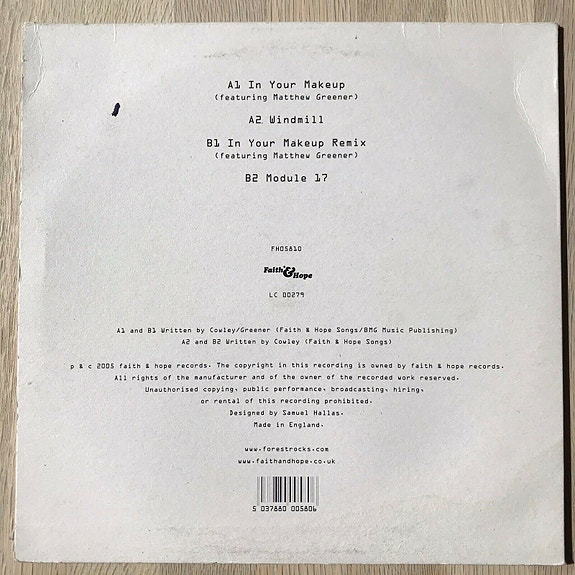 A1 In Your Makeup
(featuring Matthew Greener)
A2 Windmill
B1 In Your Makeup Remix
(featuring Matthew Greener)
B2 Module 17
FH05810
Faith & Hope
LC 00279
A1 and B1 Written by Cowley/Greener (Faith & Hope Songs/BMG Music Publishing)
A2 and B2 Written by Cowley (Faith & Hope Songs)
p & c 2005 faith & hope records. The copyright in this recording is owned by faith & hope records.
All rights of the manufacturer and of the owner of the recorded work reserved.
Unauthorised copying, public performance, broadcasting, hiring,
or rental of this recording prohibited.
Designed by Samuel Hallas.
Made in England.
www.forestrocks.com
www.faithandhope.co.uk
5 037880 005806